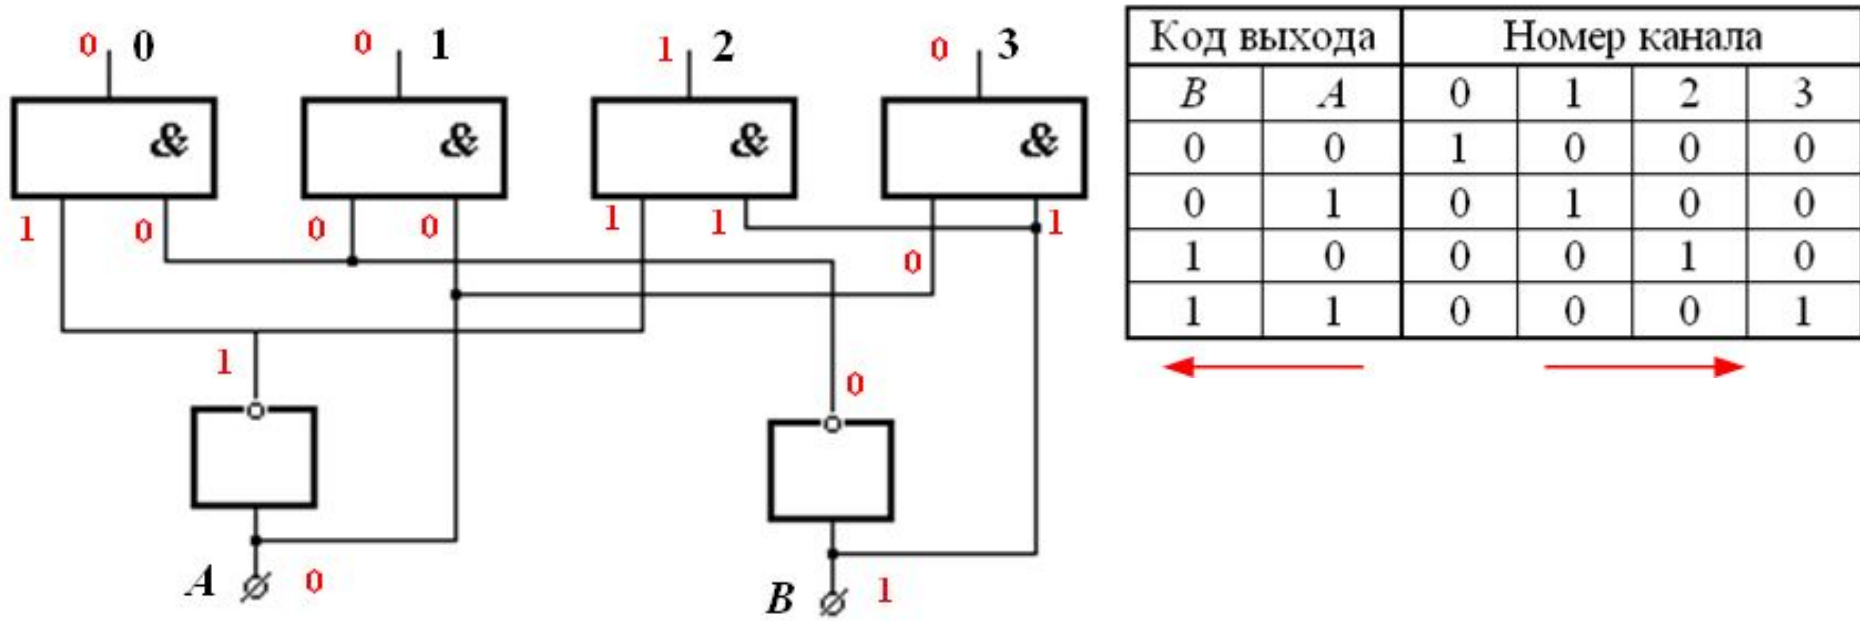 0 0 0 1 1 2 0 3
& & & &
1 0 0 0 1 1 1
0
1 0
A 0
B 1
Код выхода Номер канала
B A 0 1 2 3
0 0 1 0 0 0
0 1 0 1 0 0
1 0 0 0 1 0
1 1 0 0 0 1